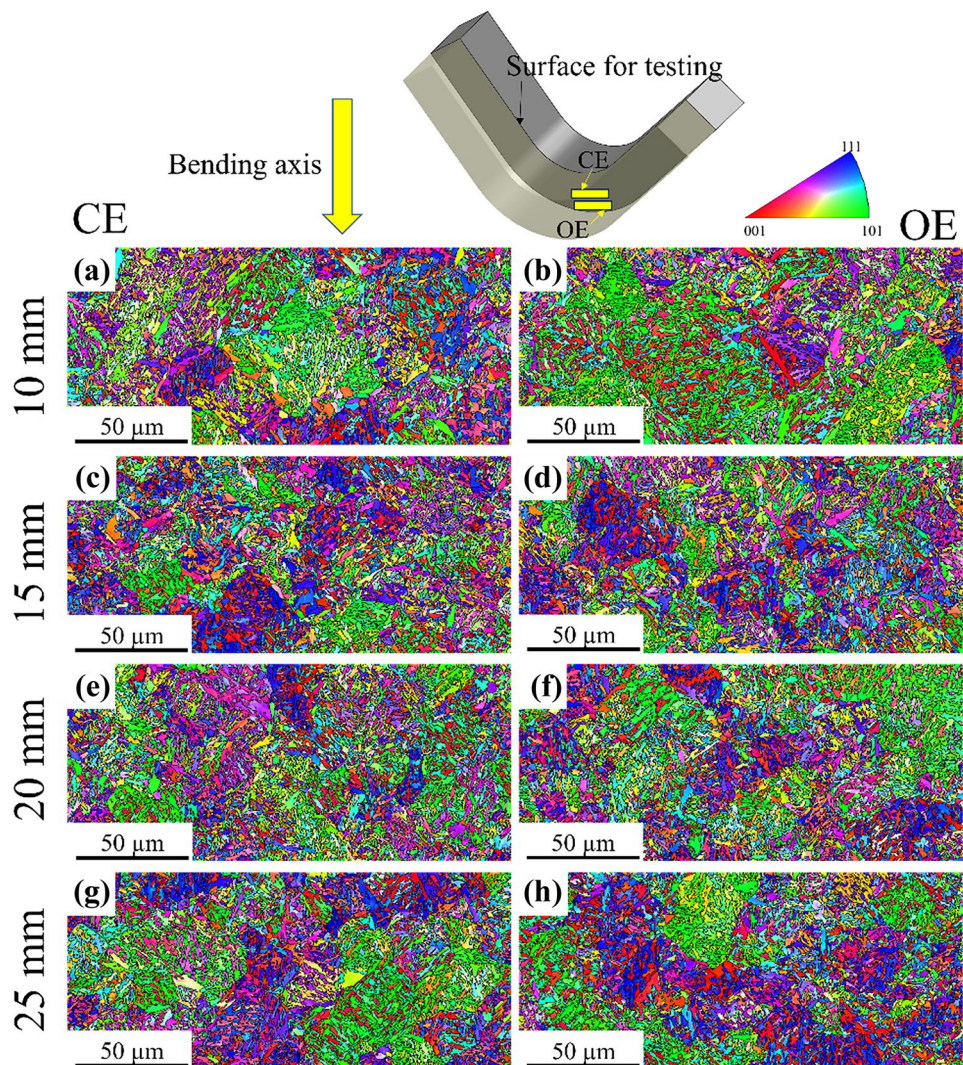 Surface for testing
Bending axis
CE
OE
111
001
101
CE
OE
10 mm
(a)
50 µm
(b)
50 µm
15 mm
(c)
50 µm
(d)
50 µm
20 mm
(e)
50 µm
(f)
50 µm
25 mm
(g)
50 µm
(h)
50 µm